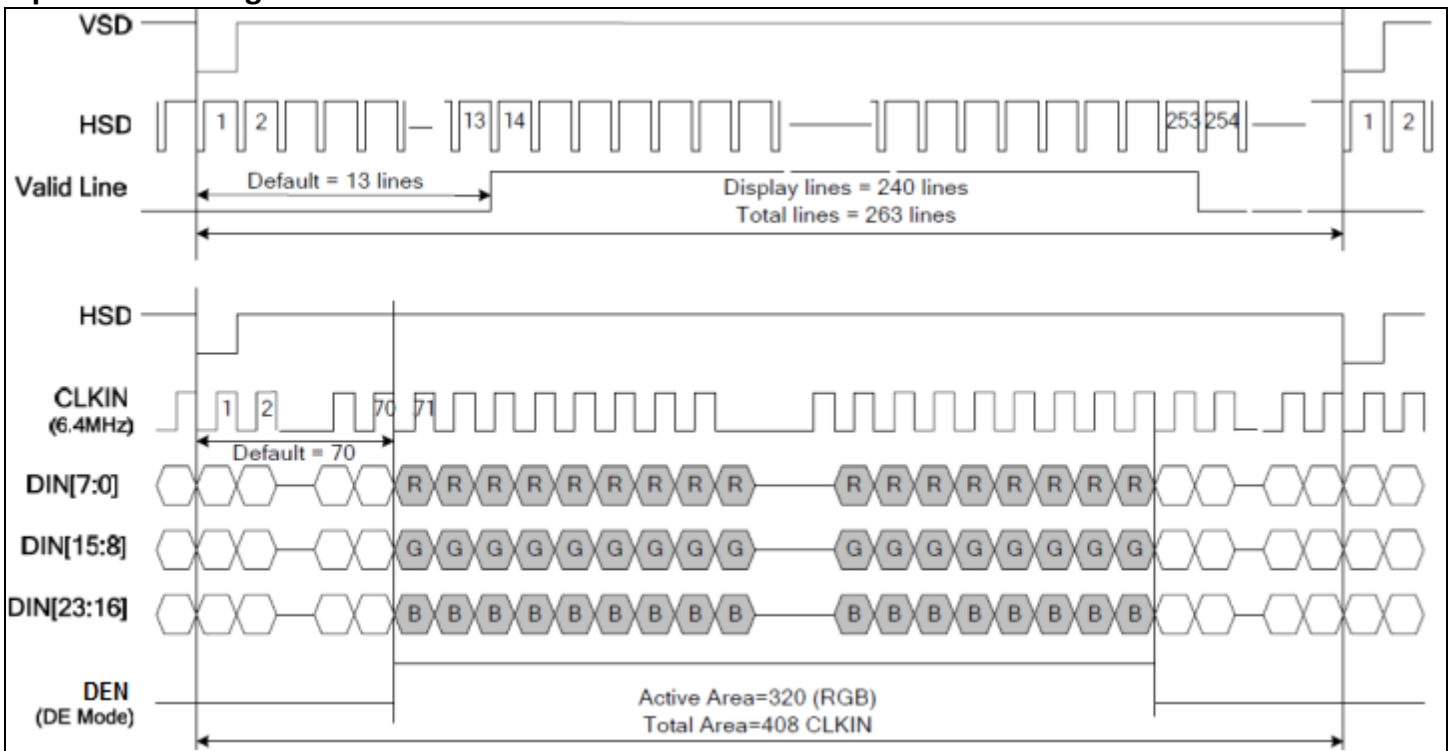 VSD
HSD 1 2 13 14 253 254 1 2
Valid Line
Default = 13 lines
Display lines = 240 lines
Total lines = 263 lines
HSD
CLKIN 1 2 70 71
(6.4MHz)
Default = 70
DIN[7:0] R R R R R R R R R R R R R R R R R
DIN[15:8] G G G G G G G G G G G G G G G G G
DIN[23:16] B B B B B B B B B B B B B B B B B
DEN
(DE Mode)
Active Area=320 (RGB)
Total Area=408 CLKIN